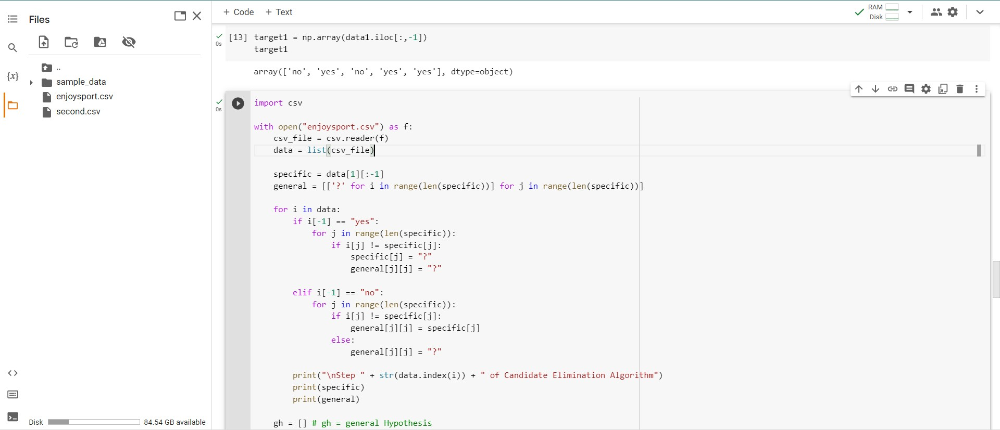 Files
..
sample_data
enjoysport.csv
second.csv
{x}
Disk 84.54 GB available
+ Code + Text
RAM
Disk
0s
[13] target1 = np.array(data1.iloc[:,-1])
target1
array(['no', 'yes', 'no', 'yes', 'yes'], dtype=object)
0s
import csv
with open("enjoysport.csv") as f:
    csv_file = csv.reader(f)
    data = list(csv_file)
    specific = data[1][:-1]
    general = [['?' for i in range(len(specific))] for j in range(len(specific))]
    for i in data:
        if i[-1] == "yes":
            for j in range(len(specific)):
                if i[j] != specific[j]:
                    specific[j] = "?"
                    general[j][j] = "?"
        elif i[-1] == "no":
            for j in range(len(specific)):
                if i[j] != specific[j]:
                    general[j][j] = specific[j]
                else:
                    general[j][j] = "?"
        print("\nStep " + str(data.index(i)) + " of Candidate Elimination Algorithm")
        print(specific)
        print(general)
    gh = [] # gh = general Hypothesis